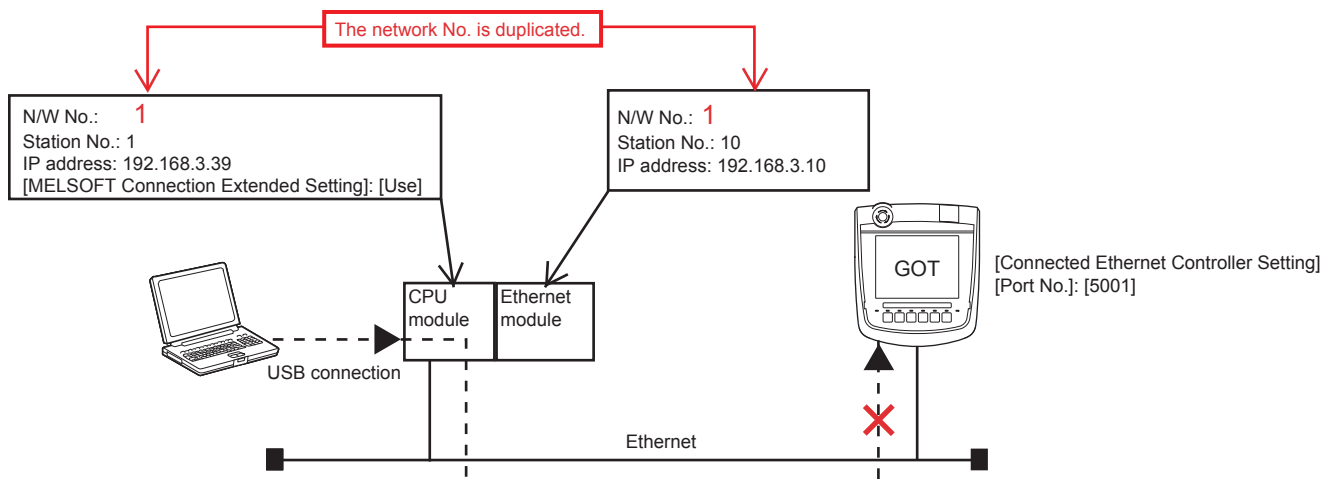 The network No. is duplicated.
N/W No.: 1
Station No.: 1
IP address: 192.168.3.39
[MELSOFT Connection Extended Setting]: [Use]
N/W No.: 1
Station No.: 10
IP address: 192.168.3.10
GOT
[Connected Ethernet Controller Setting]
[Port No.]: [5001]
CPU
module
Ethernet
module
USB connection
Ethernet